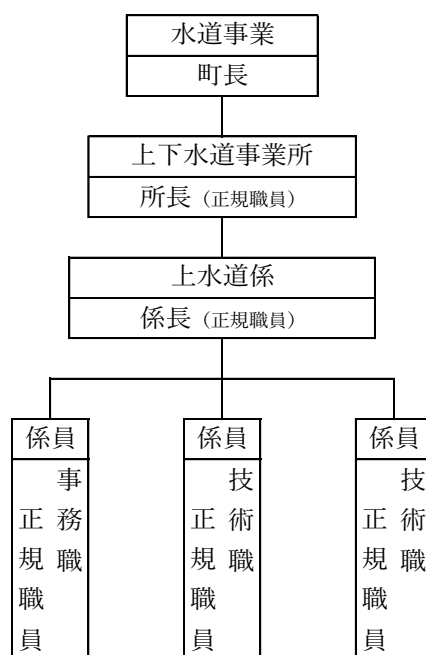 水道事業
町長
上下水道事業所
所長（正規職員）
上水道係
係長（正規職員）
係員
事務職
正規職員
係員
技術職
正規職員
係員
技術職
正規職員